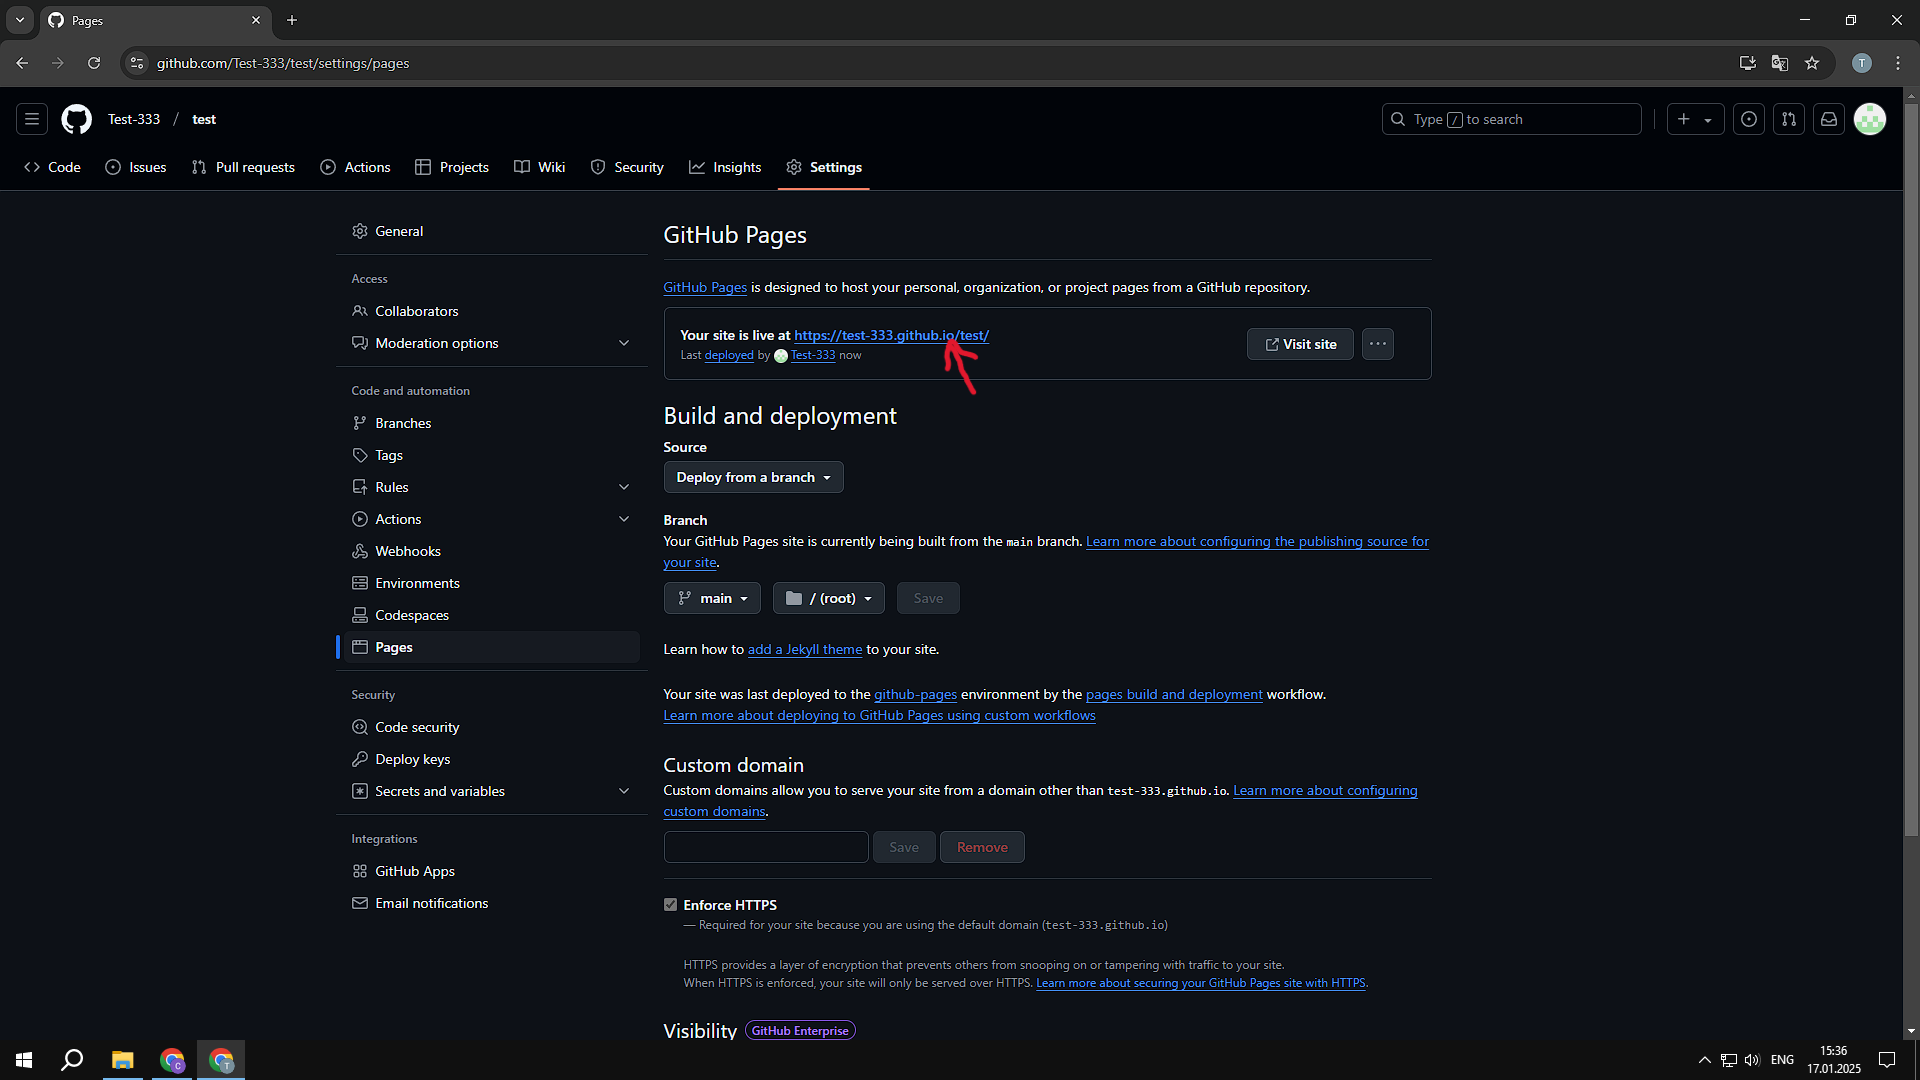 Pages
github.com/Test-333/test/settings/pages
T
Test-333 / test
Type / to search
Code Issues Pull requests Actions Projects Wiki Security Insights Settings
General
Access
Collaborators
Moderation options
Code and automation
Branches
Tags
Rules
Actions
Webhooks
Environments
Codespaces
Pages
Security
Code security
Deploy keys
Secrets and variables
Integrations
GitHub Apps
Email notifications
GitHub Pages
GitHub Pages is designed to host your personal, organization, or project pages from a GitHub repository.
Your site is live at https://test-333.github.io/test/
Last deployed by Test-333 now
Visit site
Build and deployment
Source
Deploy from a branch
Branch
Your GitHub Pages site is currently being built from the main branch. Learn more about configuring the publishing source for
your site.
main / (root) Save
Learn how to add a Jekyll theme to your site.
Your site was last deployed to the github-pages environment by the pages build and deployment workflow.
Learn more about deploying to GitHub Pages using custom workflows
Custom domain
Custom domains allow you to serve your site from a domain other than test-333.github.io. Learn more about configuring
custom domains.
Save Remove
Enforce HTTPS
— Required for your site because you are using the default domain (test-333.github.io)
HTTPS provides a layer of encryption that prevents others from snooping on or tampering with traffic to your site.
When HTTPS is enforced, your site will only be served over HTTPS. Learn more about securing your GitHub Pages site with HTTPS.
Visibility GitHub Enterprise
C
T
ENG
15:36
17.01.2025